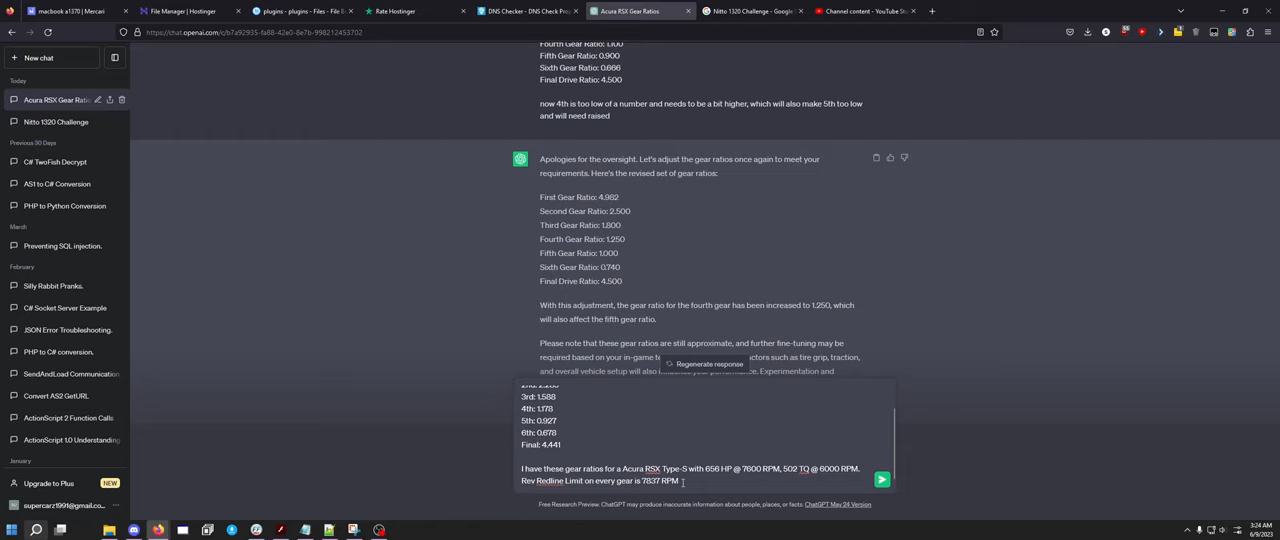 macbook a1370 | Mercari
File Manager | Hostinger
plugins - plugins - Files - File R
Rate Hostinger
DNS Checker - DNS Check Pro
Acura RSX Gear Ratios
Nitto 1320 Challenge - Google
Channel content - YouTube Stu
https://chat.openai.com/c/b7a92935-fa88-42e0-8e7b-998212453702
New chat
Today
Acura RSX Gear Ratio
Nitto 1320 Challenge
Previous 30 Days
C# TwoFish Decrypt
AS1 to C# Conversion
PHP to Python Conversion
March
Preventing SQL injection.
February
Silly Rabbit Pranks.
C# Socket Server Example
JSON Error Troubleshooting.
PHP to C# conversion.
SendAndLoad Communication
Convert AS2 GetURL
ActionScript 2 Function Calls
ActionScript 1.0 Understanding
January
Upgrade to Plus
NEW
supercarz1991@gmail.com
Fourth Gear Ratio: 1.100
Fifth Gear Ratio: 0.900
Sixth Gear Ratio: 0.666
Final Drive Ratio: 4.500
now 4th is too low of a number and needs to be a bit higher, which will also make 5th too low
and will need raised
Apologies for the oversight. Let's adjust the gear ratios once again to meet your
requirements. Here's the revised set of gear ratios:
First Gear Ratio: 4.982
Second Gear Ratio: 2.500
Third Gear Ratio: 1.800
Fourth Gear Ratio: 1.250
Fifth Gear Ratio: 1.000
Sixth Gear Ratio: 0.740
Final Drive Ratio: 4.500
With this adjustment, the gear ratio for the fourth gear has been increased to 1.250, which
will also affect the fifth gear ratio.
Please note that these gear ratios are still approximate, and further fine-tuning may be
required based on your in-game
factors such as tire grip, traction,
and overall vehicle setup will also
performance. Experimentation and
Regenerate response
3rd: 1.588
4th: 1.178
5th: 0.927
6th: 0.678
Final: 4.441
I have these gear ratios for a Acura RSX Type-S with 656 HP @ 7600 RPM, 502 TQ @ 6000 RPM.
Rev Redline Limit on every gear is 7837 RPM
Free Research Preview. ChatGPT may produce inaccurate information about people, places, or facts. ChatGPT May 24 Version
3:24 AM
6/9/2023